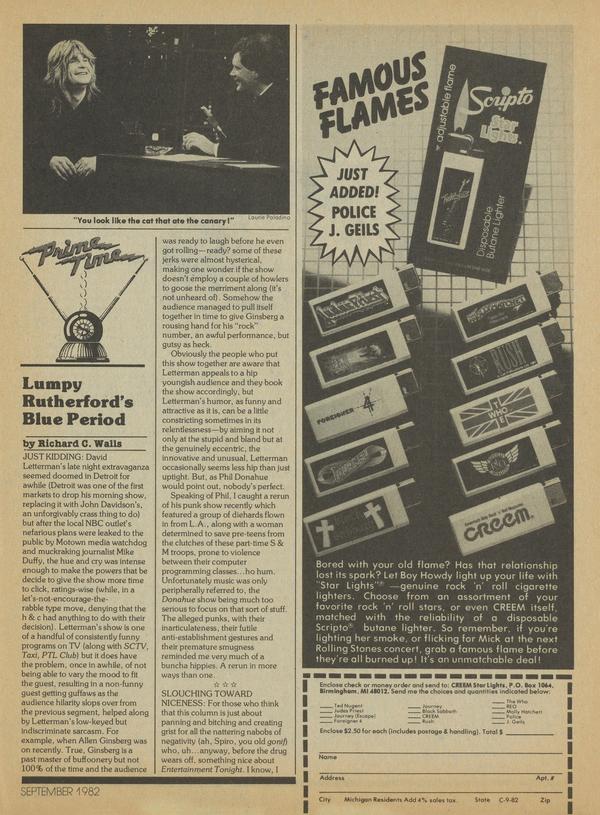 "You look like the cat that ate the canary!"
Laurie Paladino
Prime
Time
Lumpy
Rutherford's
Blue Period
by Richard C. Walls
JUST KIDDING: David
Letterman's late night extravaganza
seemed doomed in Detroit for
awhile (Detroit was one of the first
markets to drop his morning show,
replacing it with John Davidson's,
an unforgivably crass thing to do)
but after the local NBC outlet's
nefarious plans were leaked to the
public by Motown media watchdog
and muckraking journalist Mike
Duffy, the hue and cry was intense
enough to make the powers that be
decide to give the show more time
to click, ratings-wise (while, in a
let's-not-encourage-the-
rabble type move, denying that the
h & c had anything to do with their
decision). Letterman's show is one
of a handful of consistently funny
programs on TV (along with SCTV,
Taxi, PTL Club) but it does have
the problem, once in awhile, of not
being able to vary the mood to fit
the guest, resulting in a non-funny
guest getting guffaws as the
audience hilarity slops over from
the previous segment, helped along
by Letterman's low-keyed but
indiscriminate sarcasm. For
example, when Allen Ginsberg was
on recently. True, Ginsberg is a
past master of buffoonery but not
100% of the time and the audience
was ready to laugh before he even
got rolling—ready? some of these
jerks were almost hysterical,
making one wonder if the show
doesn't employ a couple of howlers
to goose the merriment along (it's
not unheard of). Somehow the
audience managed to pull itself
together in time to give Ginsberg a
rousing hand for his "rock"
number, an awful performance, but
gutsy as heck.
Obviously the people who put
this show together are aware that
Letterman appeals to a hip
youngish audience and they book
the show accordingly, but
Letterman's humor, as funny and
attractive as it is, can be a little
constricting sometimes in its
relentlessness—by aiming it not
only at the stupid and bland but at
the genuinely eccentric, the
innovative and unusual, Letterman
occasionally seems less hip than just
uptight. But, as Phil Donahue
would point out, nobody's perfect.
Speaking of Phil, I caught a rerun
of his punk show recently which
featured a group of diehards flown
in from L.A., along with a woman
determined to save pre-teens from
the clutches of these part-time S &
M troops, prone to violence
between their computer
programming classes...ho hum.
Unfortunately music was only
peripherally referred to, the
Donahue show being much too
serious to focus on that sort of stuff.
The alleged punks, with their
inarticulateness, their futile
anti-establishment gestures and
their premature smugness
reminded me very much of a
buncha hippies. A rerun in more
ways than one.
☆ ☆ ☆
SLOUCHING TOWARD
NICENESS: For those who think
that this column is just about
panning and bitching and creating
grist for all the nattering nabobs of
negativity (ah, Spiro, you old gonif)
who, uh...anyway, before the drug
wears off, something nice about
Entertainment Tonight. I know, I
SEPTEMBER 1982
FAMOUS
FLAMES
JUST
ADDED!
POLICE
J. GEILS
adjustable flame
Scripto
Star
Lights
Disposable
Butane Lighter
Judas Priest
RUSH
FOREIGNER 4
THE
WHO
REO
JOURNEY
CREEM
Bored with your old flame? Has that relationship
lost its spark? Let Boy Howdy light up your life with
"Star Lights"® —genuine rock 'n' roll cigarette
lighters. Choose from an assortment of your
favorite rock 'n' roll stars, or even CREEM itself,
matched with the reliability of a disposable
Scripto® butane lighter. So remember, if you're
lighting her smoke, or flicking for Mick at the next
Rolling Stones concert, grab a famous flame before
they're all burned up! It's an unmatchable deal!
Enclose check or money order and send to: CREEM Star Lights, P.O. Box 1064,
Birmingham, MI 48012. Send me the choices and quantities indicated below:
Ted Nugent
Judas Priest
Journey (Escape)
Foreigner 4
Journey
Black Sabbath
CREEM
Rush
The Who
REO
Molly Hatchet
Police
J. Geils
Enclose $2.50 for each (includes postage & handling). Total $
Name
Address Apt. #
City Michigan Residents Add 4% sales tax. State C-9-82 Zip